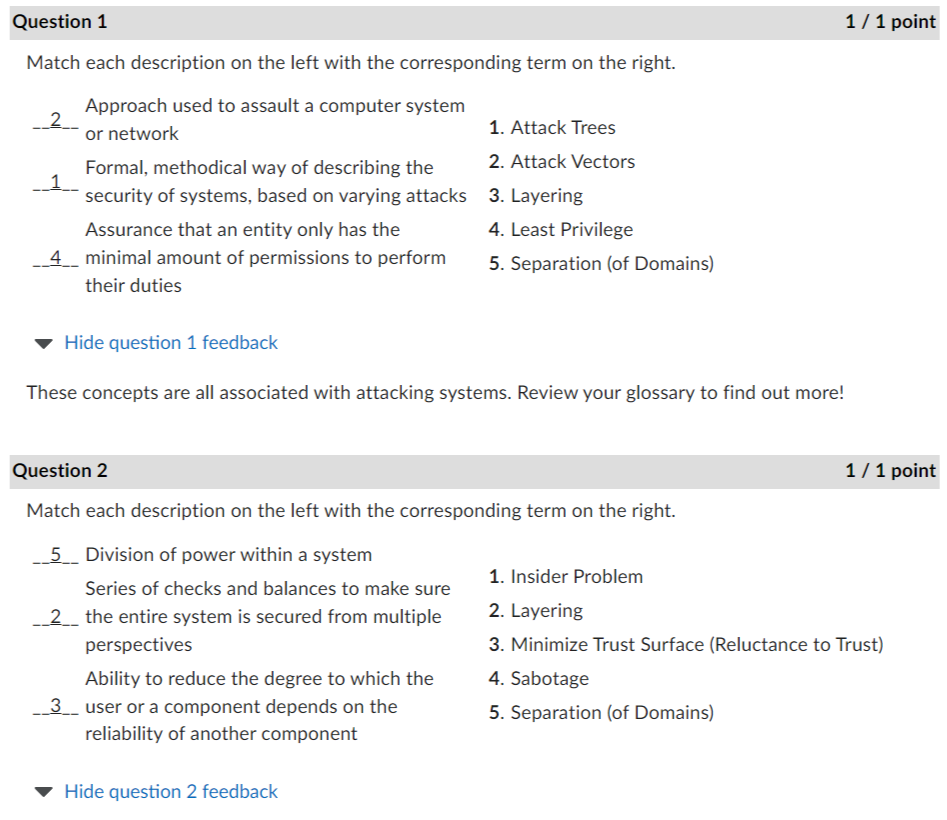 Question 1 1 / 1 point
Match each description on the left with the corresponding term on the right.
__2__ Approach used to assault a computer system
or network
__1__ Formal, methodical way of describing the
security of systems, based on varying attacks
__4__ Assurance that an entity only has the
minimal amount of permissions to perform
their duties
1. Attack Trees
2. Attack Vectors
3. Layering
4. Least Privilege
5. Separation (of Domains)
Hide question 1 feedback
These concepts are all associated with attacking systems. Review your glossary to find out more!
Question 2 1 / 1 point
Match each description on the left with the corresponding term on the right.
__5__ Division of power within a system
__2__ Series of checks and balances to make sure
the entire system is secured from multiple
perspectives
__3__ Ability to reduce the degree to which the
user or a component depends on the
reliability of another component
1. Insider Problem
2. Layering
3. Minimize Trust Surface (Reluctance to Trust)
4. Sabotage
5. Separation (of Domains)
Hide question 2 feedback